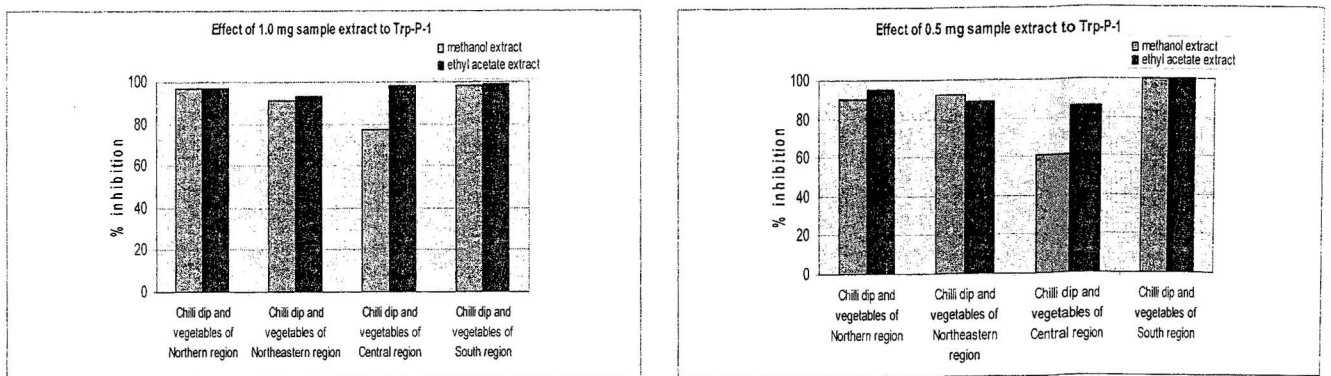 Effect of 1.0 mg sample extract to Trp-P-1
methanol extract
ethyl acetate extract
% inhibition
100
80
60
40
20
0
Chilli dip and
vegetables of
Northern region
Chilli dip and
vegetables of
Northeastern region
Chilli dip and
vegetables of
Central region
Chilli dip and
vegetables of
South region
Effect of 0.5 mg sample extract to Trp-P-1
methanol extract
ethyl acetate extract
% inhibition
100
80
60
40
20
0
Chilli dip and
vegetables of
Northern region
Chilli dip and
vegetables of
Northeastern
region
Chilli dip and
vegetables of
Central region
Chilli dip and
vegetables of
South region